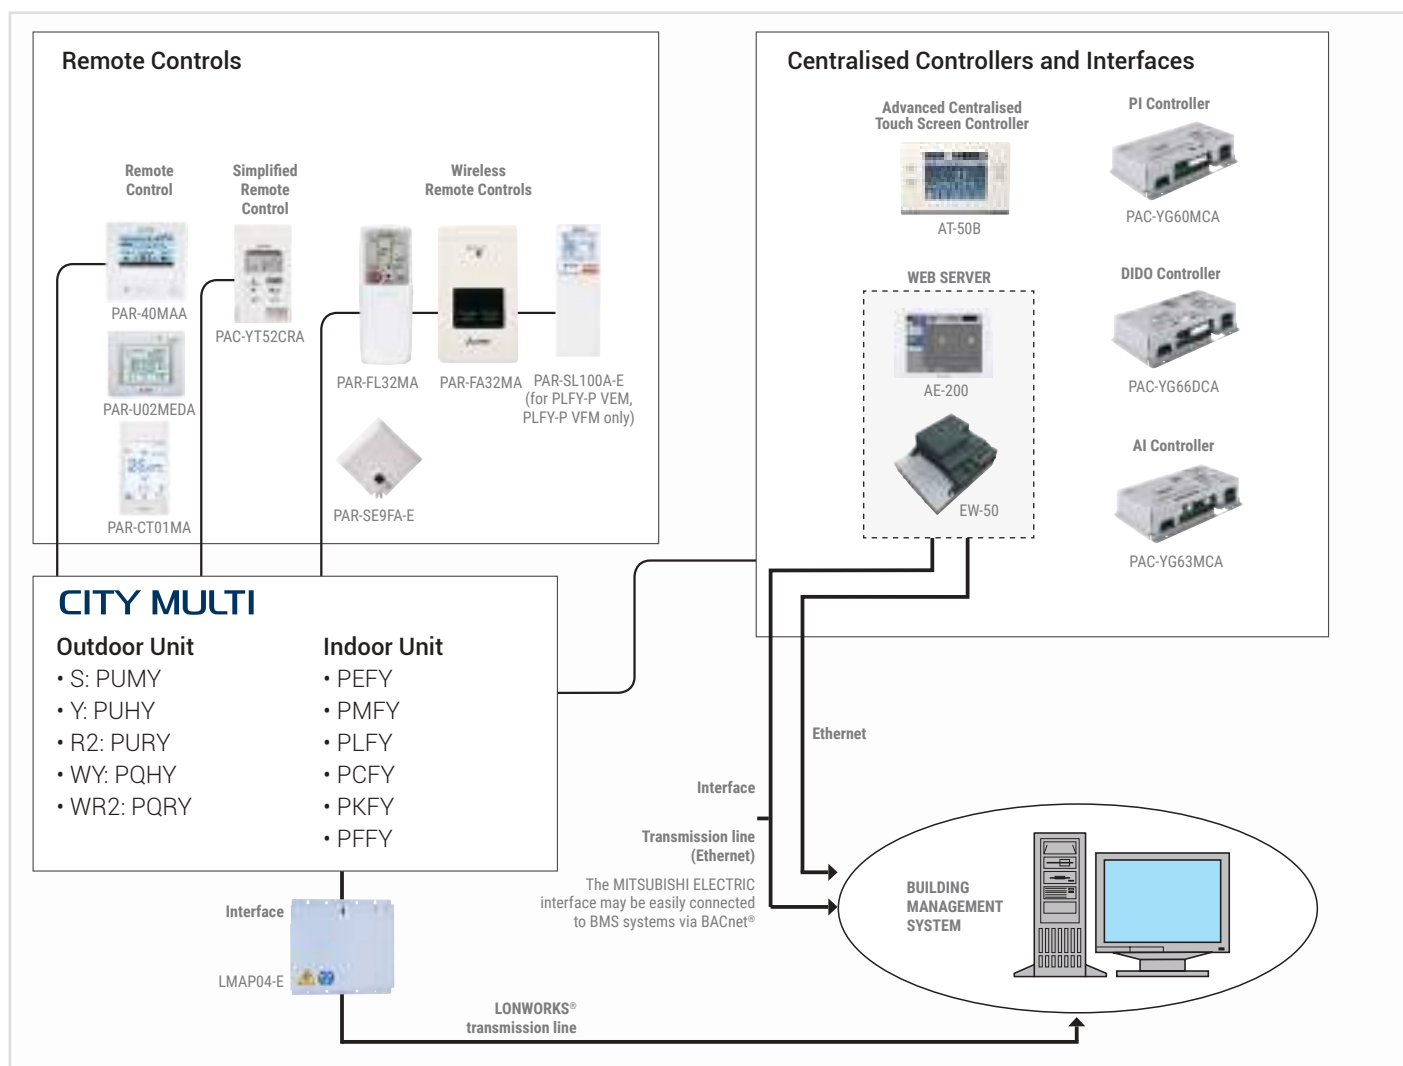 Remote Controls
Remote
Control
Simplified
Remote
Control
Wireless
Remote Controls
PAR-40MAA
PAC-YT52CRA
PAR-U02MEDA
PAR-CT01MA
PAR-FL32MA
PAR-FA32MA
PAR-SL100A-E
(for PLFY-P VEM,
PLFY-P VFM only)
PAR-SE9FA-E
Centralised Controllers and Interfaces
Advanced Centralised
Touch Screen Controller
AT-50B
WEB SERVER
AE-200
EW-50
PI Controller
PAC-YG60MCA
DIDO Controller
PAC-YG66DCA
AI Controller
PAC-YG63MCA
CITY MULTI
Outdoor Unit
• S: PUMY
• Y: PUHY
• R2: PURY
• WY: PQHY
• WR2: PQRY
Indoor Unit
• PEFY
• PMFY
• PLFY
• PCFY
• PKFY
• PFFY
Ethernet
Interface
Transmission line
(Ethernet)
The MITSUBISHI ELECTRIC
interface may be easily connected
to BMS systems via BACnet®
BUILDING
MANAGEMENT
SYSTEM
Interface
LMAP04-E
LONWORKS®
transmission line